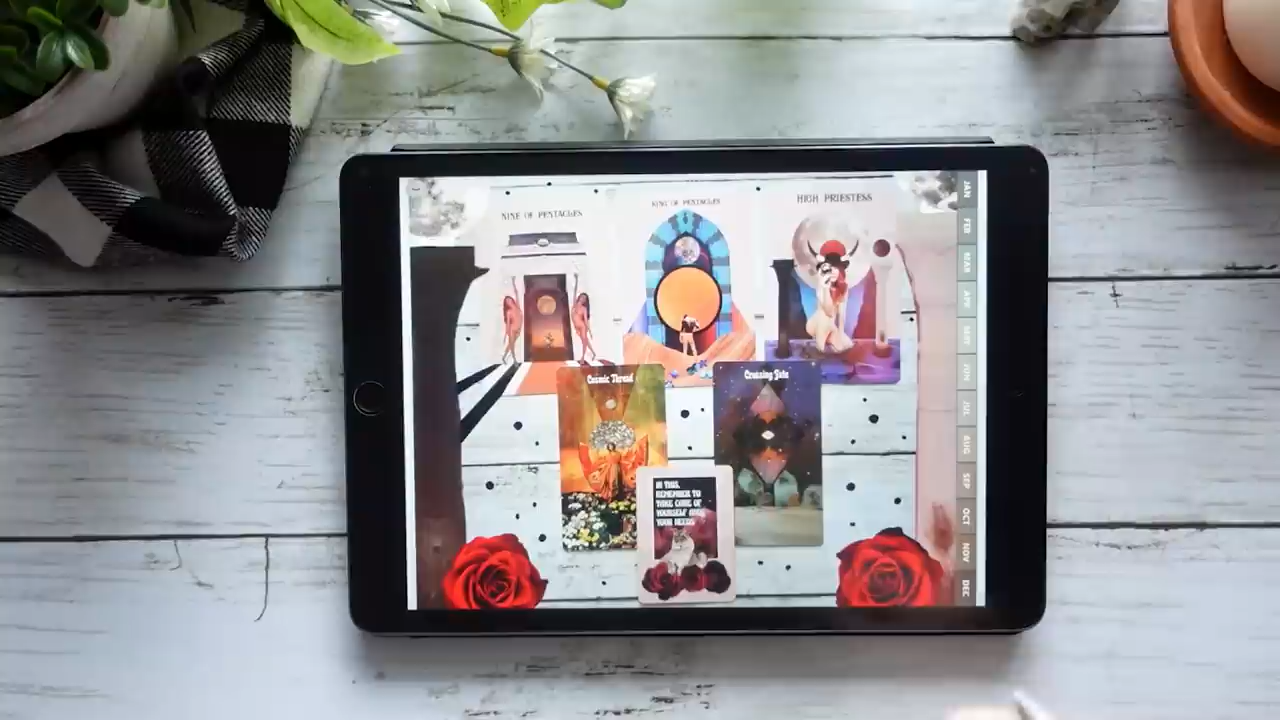 NINE OF PENTACLES
KING OF PENTACLES
HIGH PRIESTESS
Cosmic Thread
Crossing Fate
IN THIS,
REMEMBER TO
TAKE CARE OF
YOURSELF AND
YOUR NEEDS
JAN
FEB
MAR
APR
MAY
JUN
JUL
AUG
SEP
OCT
NOV
DEC